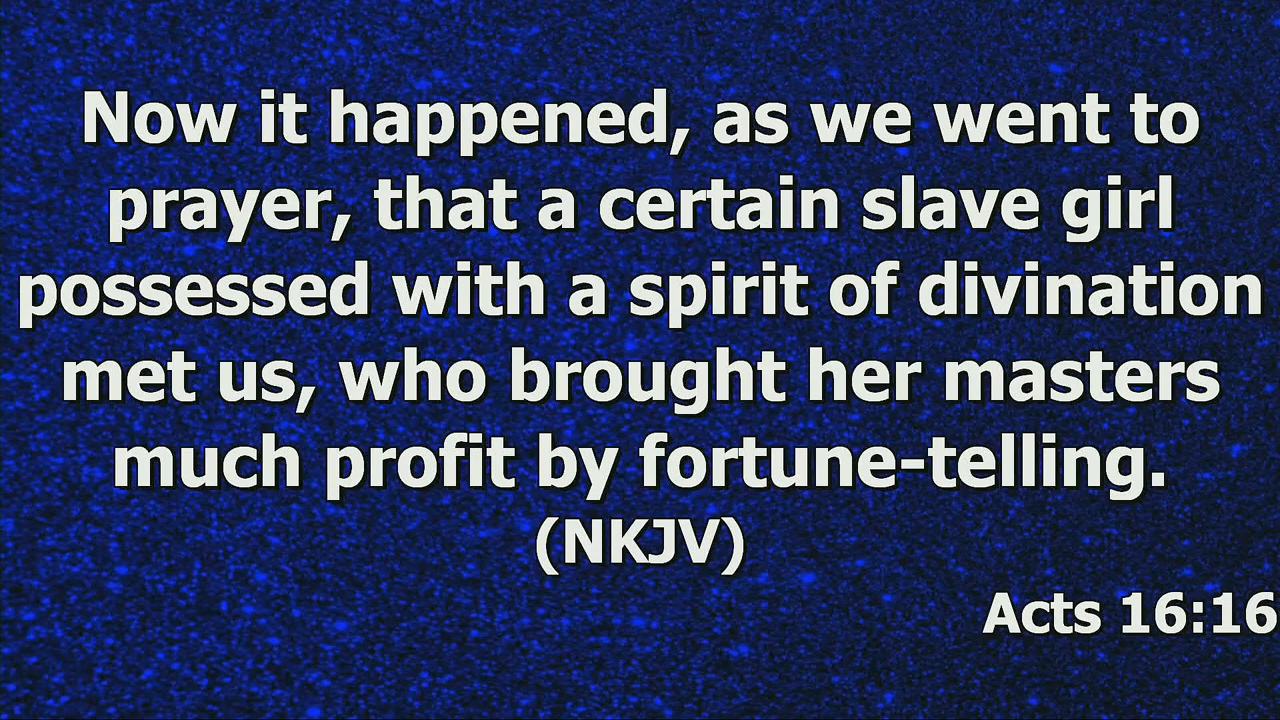 Now it happened, as we went to
prayer, that a certain slave girl
possessed with a spirit of divination
met us, who brought her masters
much profit by fortune-telling.
(NKJV)
Acts 16:16